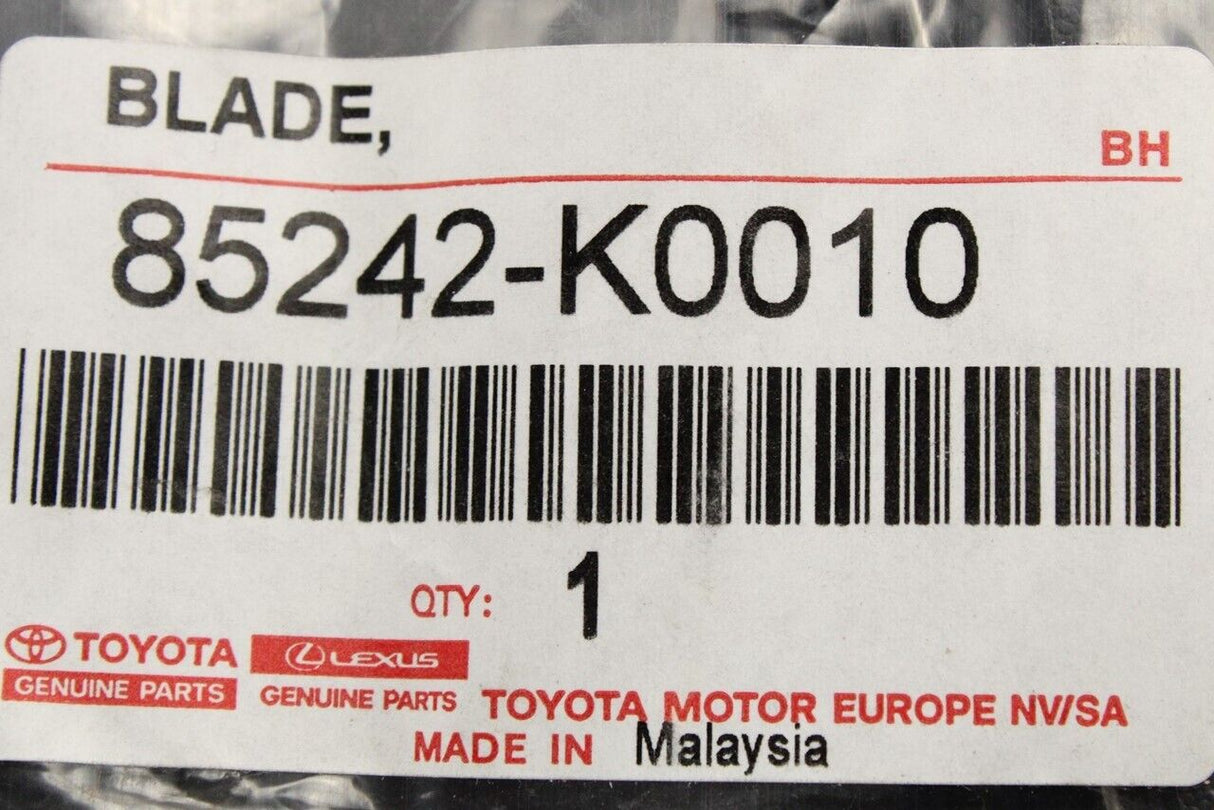 BLADE,
BH
85242-K0010
QTY: 1
TOYOTA LEXUS
GENUINE PARTS GENUINE PARTS TOYOTA MOTOR EUROPE NV/SA
MADE IN Malaysia